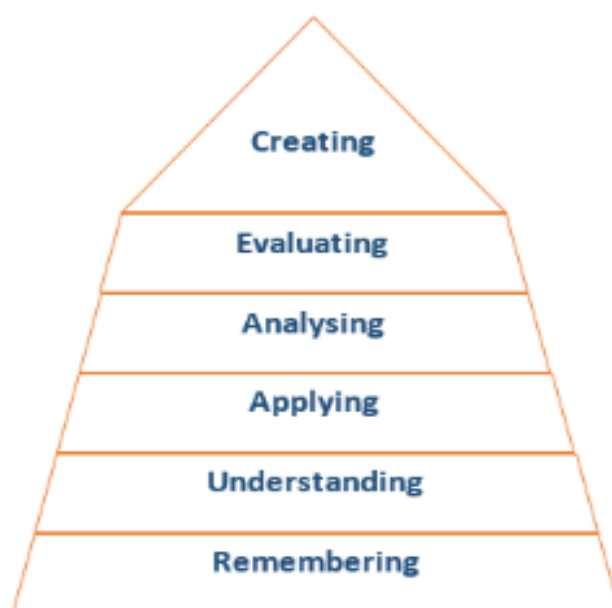 Creating
Evaluating
Analysing
Applying
Understanding
Remembering